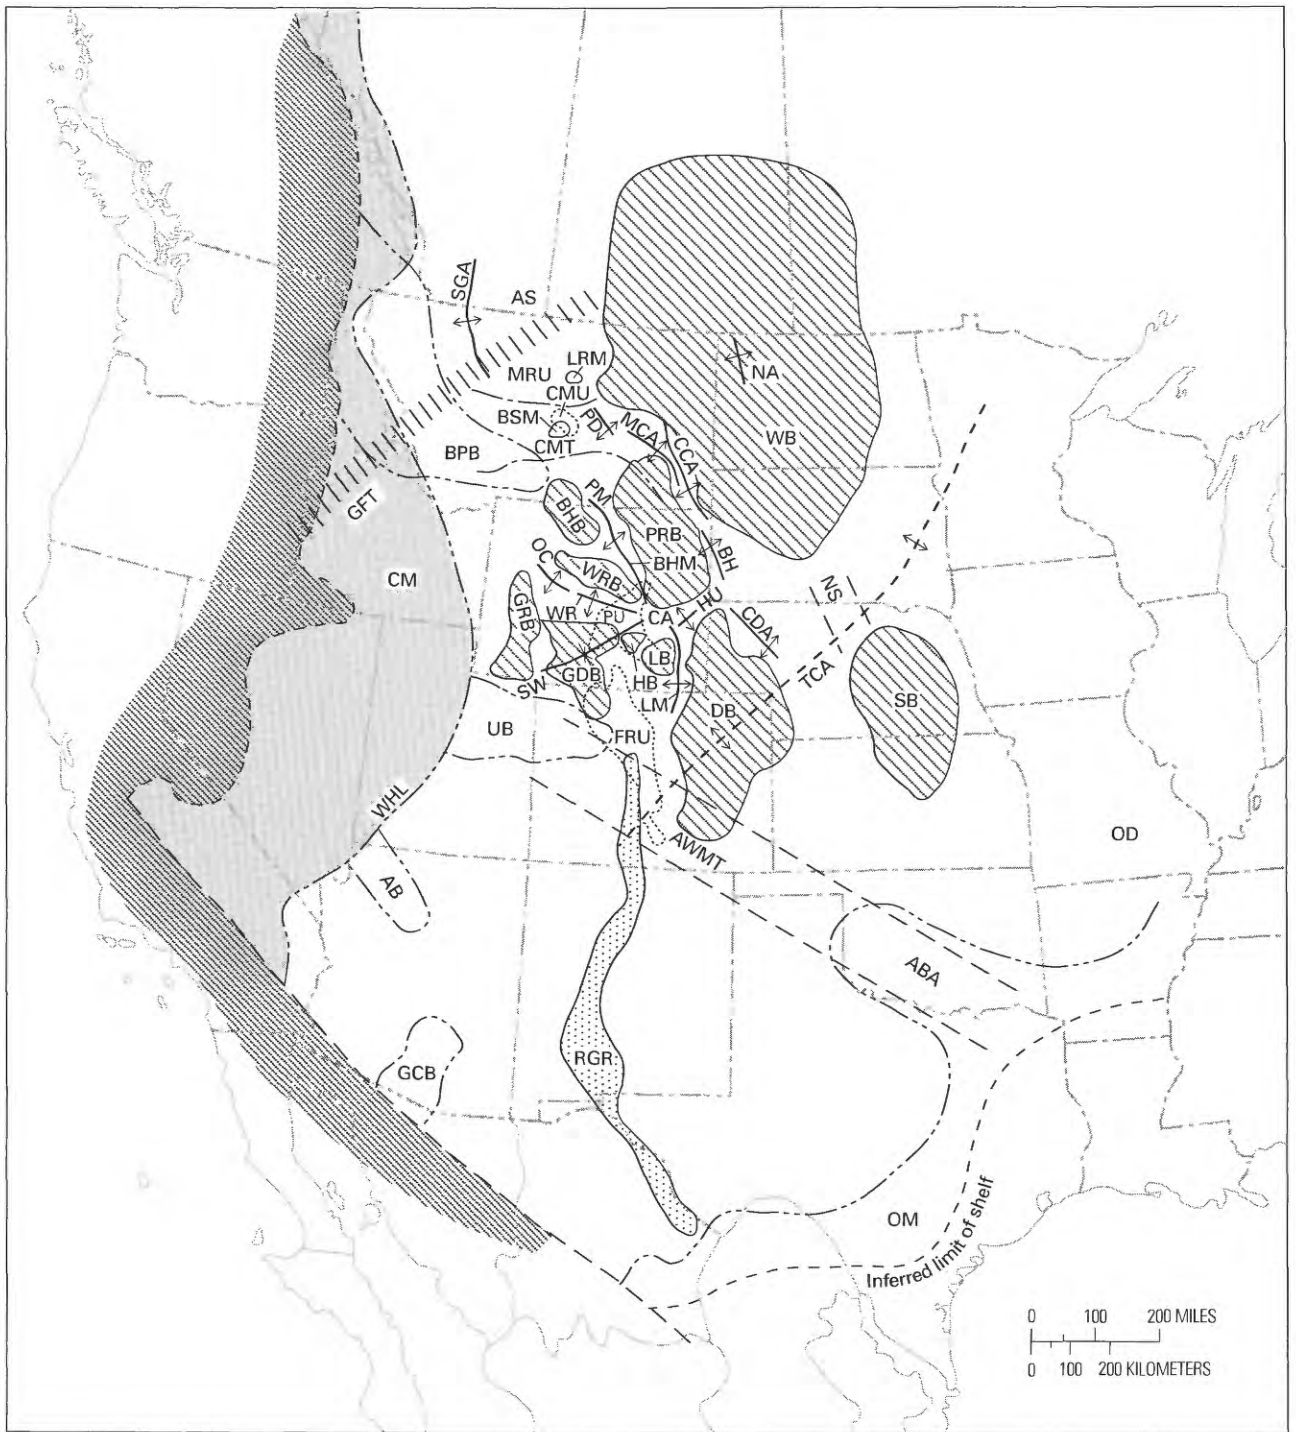 SGA
AS
LRM
MRU
CMU
NA
BSM
PD
MCA
CCA
WB
CMT
BPB
GFT
PM
BHB
PRB
BH
OC
BHM
WRB
CM
NS
GRB
WR
PU
CA
HU
CDA
LB
TCA
SW
GDB
HB
LM
DB
SB
UB
FRU
WHL
AWMT
OD
AB
ABA
RGR
GCB
OM
Inferred limit of shelf
0 100 200 MILES
0 100 200 KILOMETERS